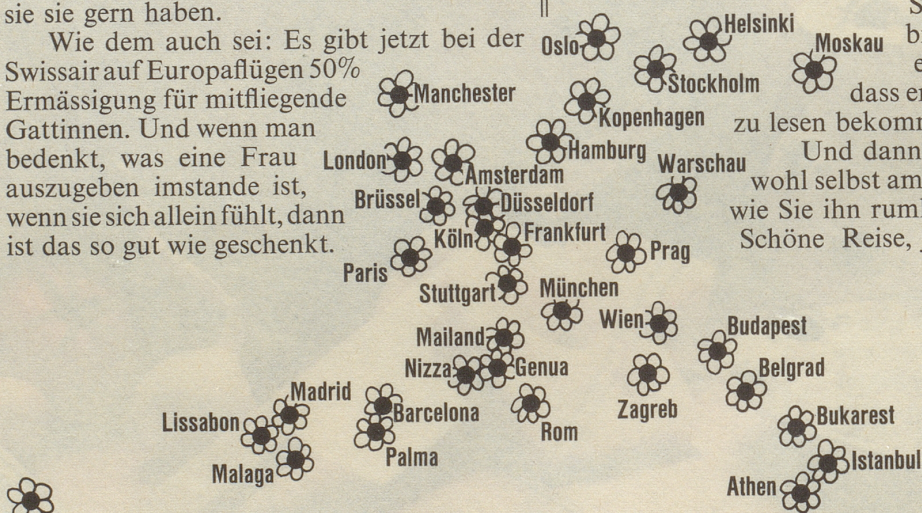 sie sie gern haben.
Wie dem auch sei: Es gibt jetzt bei der
Swissair auf Europaflügen 50%
Ermässigung für mitfliegende
Gattinnen. Und wenn man
bedenkt, was eine Frau
auszugeben imstande ist,
wenn sie sich allein fühlt, dann
ist das so gut wie geschenkt.
Oslo
Helsinki
Moskau
Stockholm
Manchester
Kopenhagen
Hamburg
London
Amsterdam
Warschau
Brüssel
Düsseldorf
Köln
Frankfurt
Prag
Paris
Stuttgart
München
Wien
Mailand
Budapest
Nizza
Genua
Belgrad
Madrid
Barcelona
Zagreb
Lissabon
Rom
Bukarest
Palma
Malaga
Istanbul
Athen
dass
zu lesen
Und dann
wohl selbst am
wie Sie ihn
Schöne Reise,